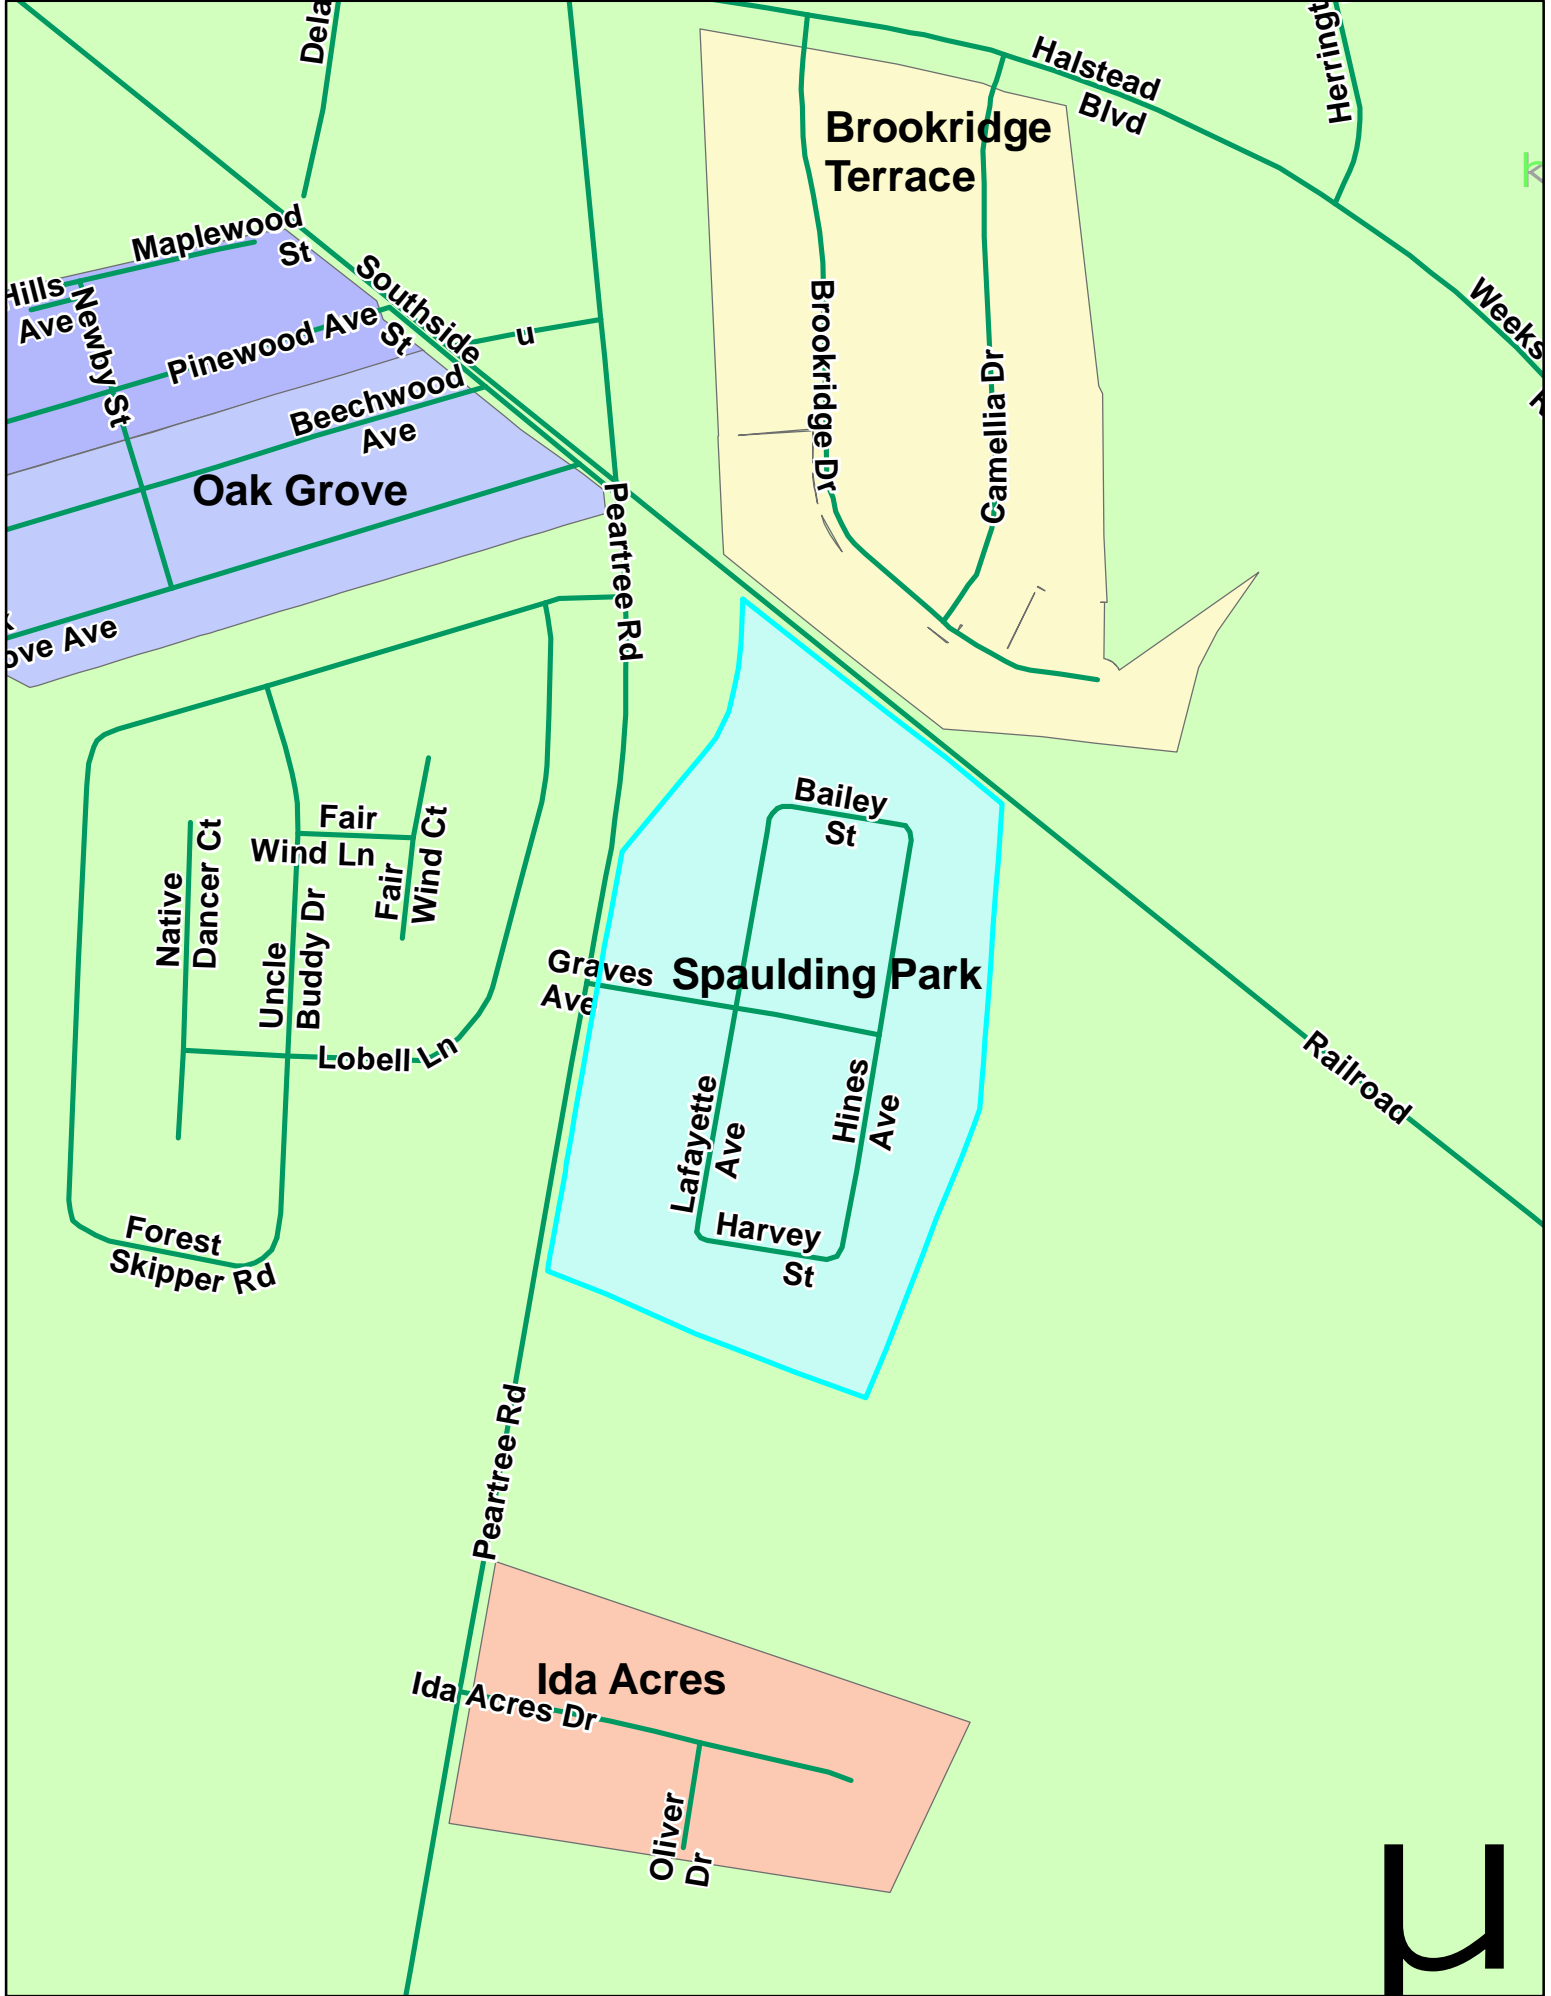 Dela
Halstead
Blvd
Herringt
Brookridge
Terrace
Maplewood
St
Hills
Ave
Newby St
Pinewood Ave
Southside
St
u
Beechwood
Ave
Oak Grove
Brookridge Dr
Camellia Dr
Weeks
Peartree Rd
ove Ave
Bailey
St
Fair
Wind Ln
Fair
Wind Ct
Native
Dancer Ct
Uncle
Buddy Dr
Graves
Ave
Spaulding Park
Lobell Ln
Lafayette
Ave
Hines
Ave
Railroad
Forest
Skipper Rd
Harvey
St
Peartree Rd
Ida Acres
Ida Acres Dr
Oliver
Dr
µ